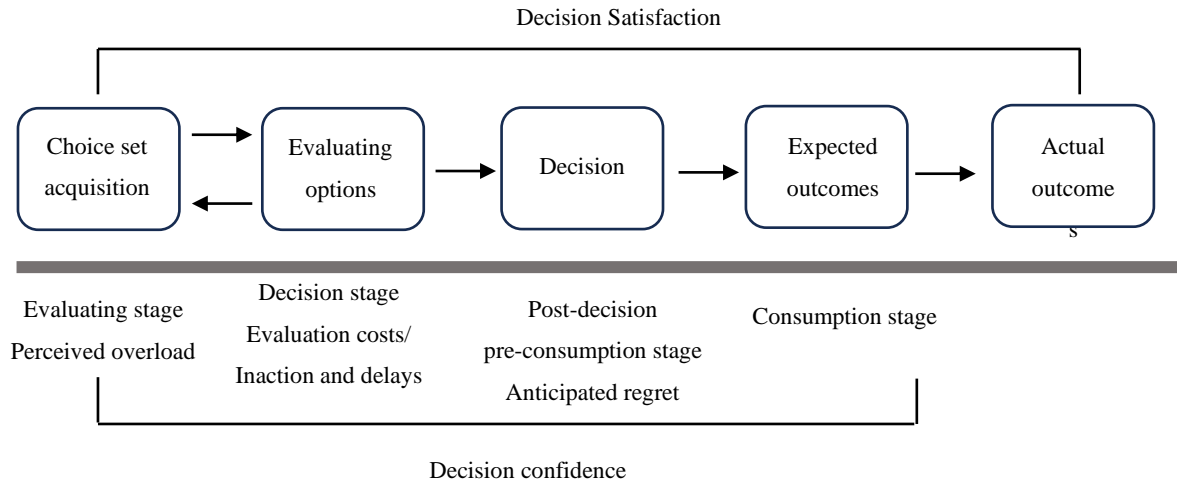 Decision Satisfaction
Choice set
acquisition
Evaluating
options
Decision
Expected
outcomes
Actual
outcome
s
Evaluating stage
Perceived overload
Decision stage
Evaluation costs/
Inaction and delays
Post-decision
pre-consumption stage
Anticipated regret
Consumption stage
Decision confidence